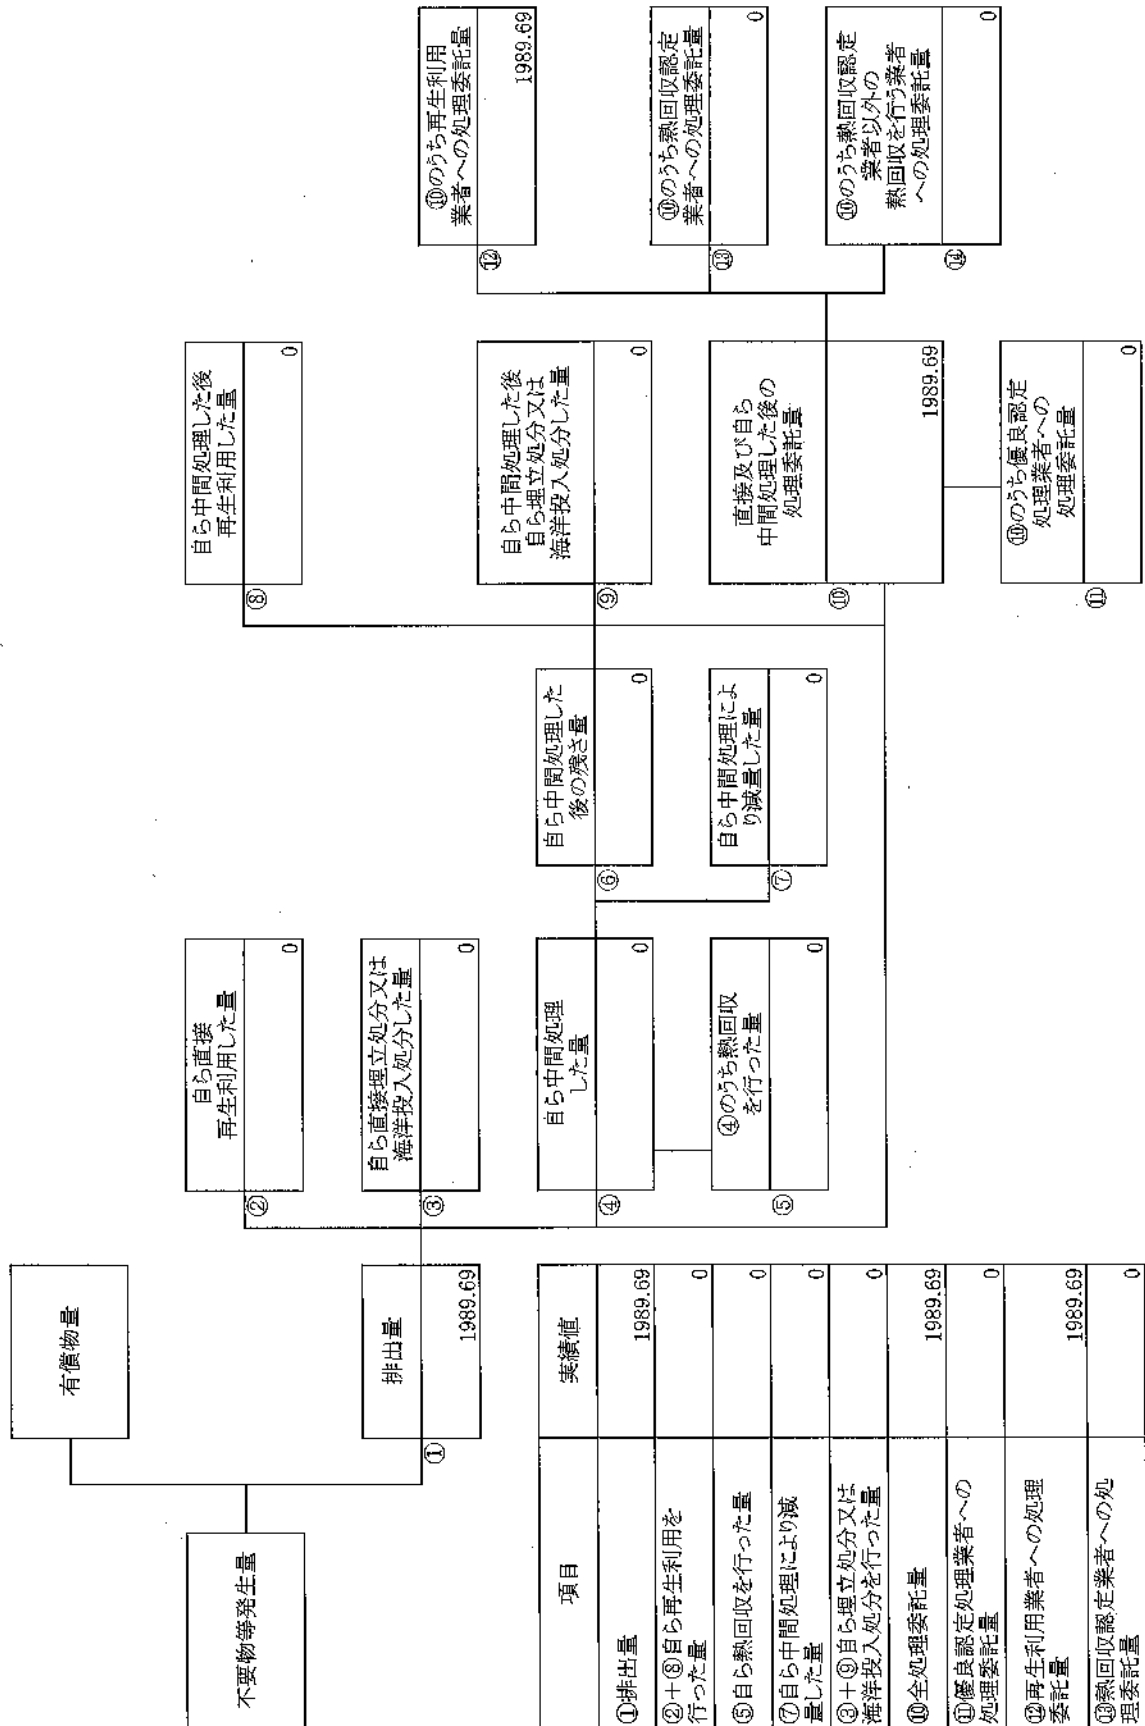 不要物等発生量
有償物量
排出量
①
1989.69
自ら直接
再生利用した量
②
0
自ら直接埋立処分又は
海洋投入処分した量
③
0
自ら中間処理
した量
④
0
④のうち熱回収
を行った量
⑤
0
自ら中間処理した
後の残さ量
⑥
0
自ら中間処理によ
り減量した量
⑦
0
自ら中間処理した後
再生利用した量
⑧
0
自ら中間処理した後
自ら埋立処分又は
海洋投入処分した量
⑨
0
直接及び自ら
中間処理した後の
処理委託量
⑩
1989.69
⑩のうち優良認定
処理業者への
処理委託量
⑪
0
⑩のうち再生利用
業者への処理委託量
⑫
1989.69
⑩のうち熱回収認定
業者への処理委託量
⑬
0
⑩のうち熱回収認定
業者以外の
熱回収を行う業者
への処理委託量
⑭
0
項目 実績値
①排出量 1989.69
②+⑧自ら再生利用を
行った量 0
⑤自ら熱回収を行った量 0
⑦自ら中間処理により減
量した量 0
③+⑨自ら埋立処分又は
海洋投入処分を行った量 0
⑩全処理委託量 1989.69
⑪優良認定処理業者への
処理委託量 0
⑫再生利用業者への処理
委託量 1989.69
⑬熱回収認定業者への処
理委託量 0